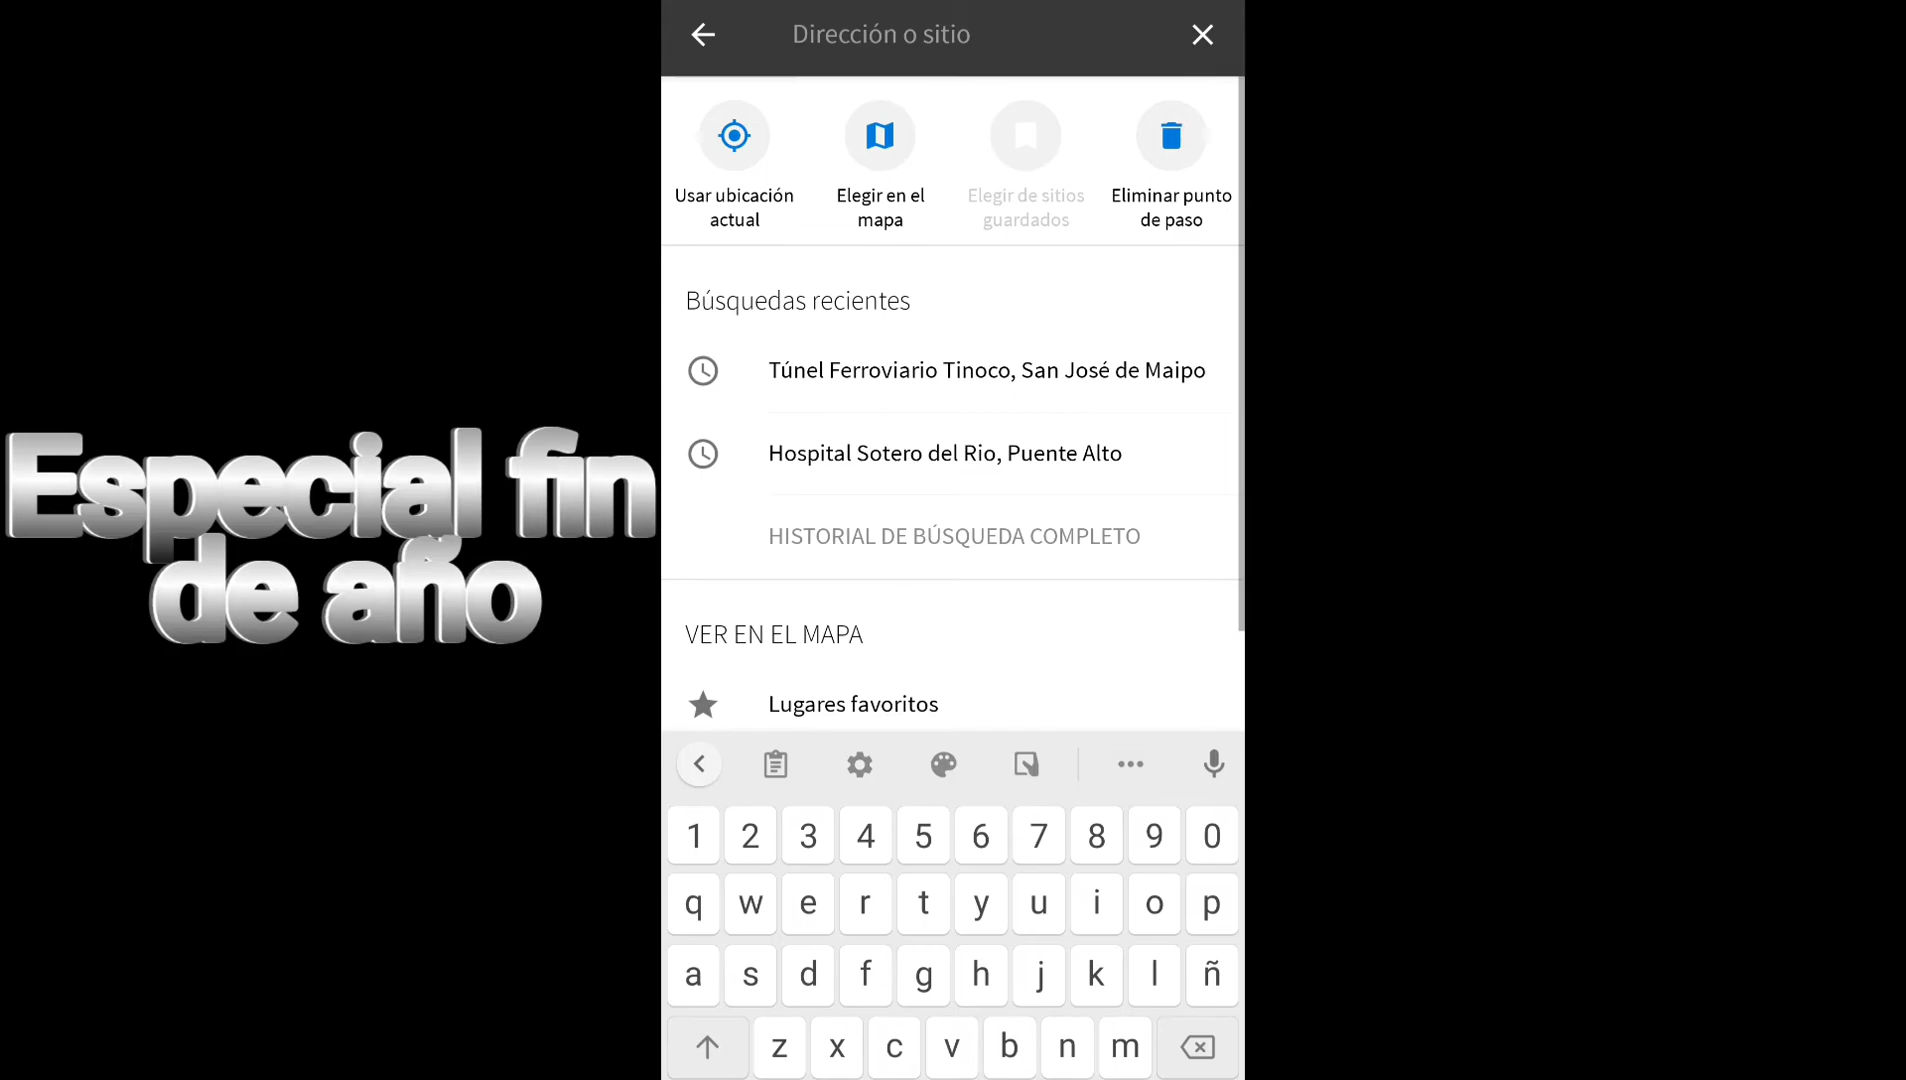 Dirección o sitio
Usar ubicación
actual
Elegir en el
mapa
Elegir de sitios
guardados
Eliminar punto
de paso
Búsquedas recientes
Túnel Ferroviario Tinoco, San José de Maipo
Hospital Sotero del Rio, Puente Alto
HISTORIAL DE BÚSQUEDA COMPLETO
VER EN EL MAPA
Lugares favoritos
Especial fin
de año
1 2 3 4 5 6 7 8 9 0
q w e r t y u i o p
a s d f g h j k l ñ
z x c v b n m